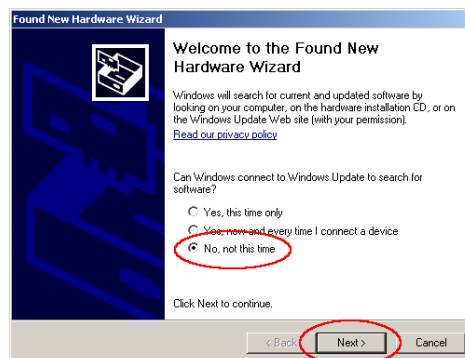 Found New Hardware Wizard
Welcome to the Found New
Hardware Wizard
Windows will search for current and updated software by
looking on your computer, on the hardware installation CD, or on
the Windows Update Web site (with your permission).
Read our privacy policy
Can Windows connect to Windows Update to search for
software?
Yes, this time only
Yes, now and every time I connect a device
No, not this time
Click Next to continue.
< Back
Next >
Cancel